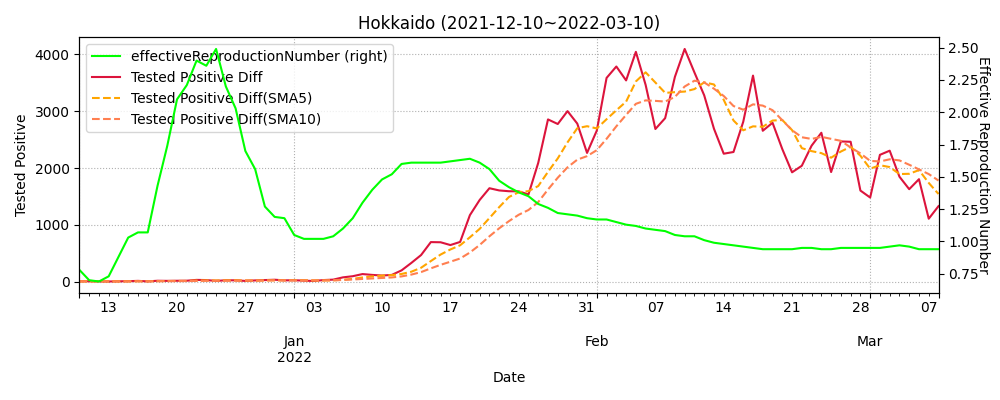 Hokkaido (2021-12-10~2022-03-10)
effectiveReproductionNumber (right)
Tested Positive Diff
Tested Positive Diff(SMA5)
Tested Positive Diff(SMA10)
Tested Positive
4000
3000
2000
1000
0
Effective Reproduction Number
2.50
2.25
2.00
1.75
1.50
1.25
1.00
0.75
13 20 27 03 10 17 24 31 07 14 21 28 07
Jan Feb Mar
2022
Date